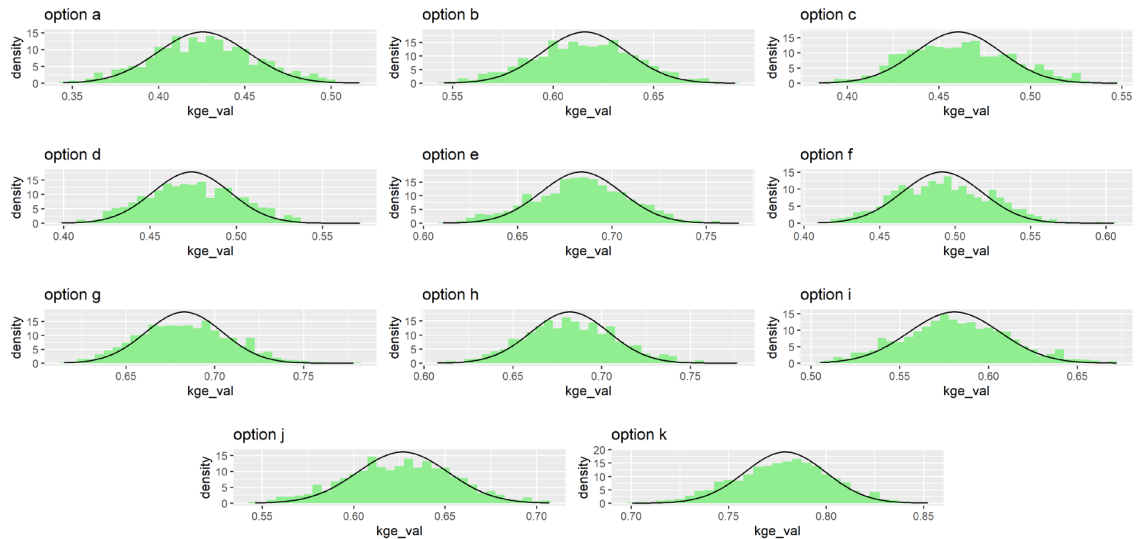 option a
option b
option c
density
15
10
5
0
0.35
0.40
0.45
0.50
kge_val
density
15
10
5
0
0.55
0.60
0.65
kge_val
density
15
10
5
0
0.40
0.45
0.50
0.55
kge_val
option d
option e
option f
density
15
10
5
0
0.40
0.45
0.50
0.55
kge_val
density
15
10
5
0
0.60
0.65
0.70
0.75
kge_val
density
15
10
5
0
0.40
0.45
0.50
0.55
0.60
kge_val
option g
option h
option i
density
15
10
5
0
0.65
0.70
0.75
kge_val
density
15
10
5
0
0.60
0.65
0.70
0.75
kge_val
density
15
10
5
0
0.50
0.55
0.60
0.65
kge_val
option j
option k
density
15
10
5
0
0.55
0.60
0.65
0.70
kge_val
density
20
15
10
5
0
0.70
0.75
0.80
0.85
kge_val